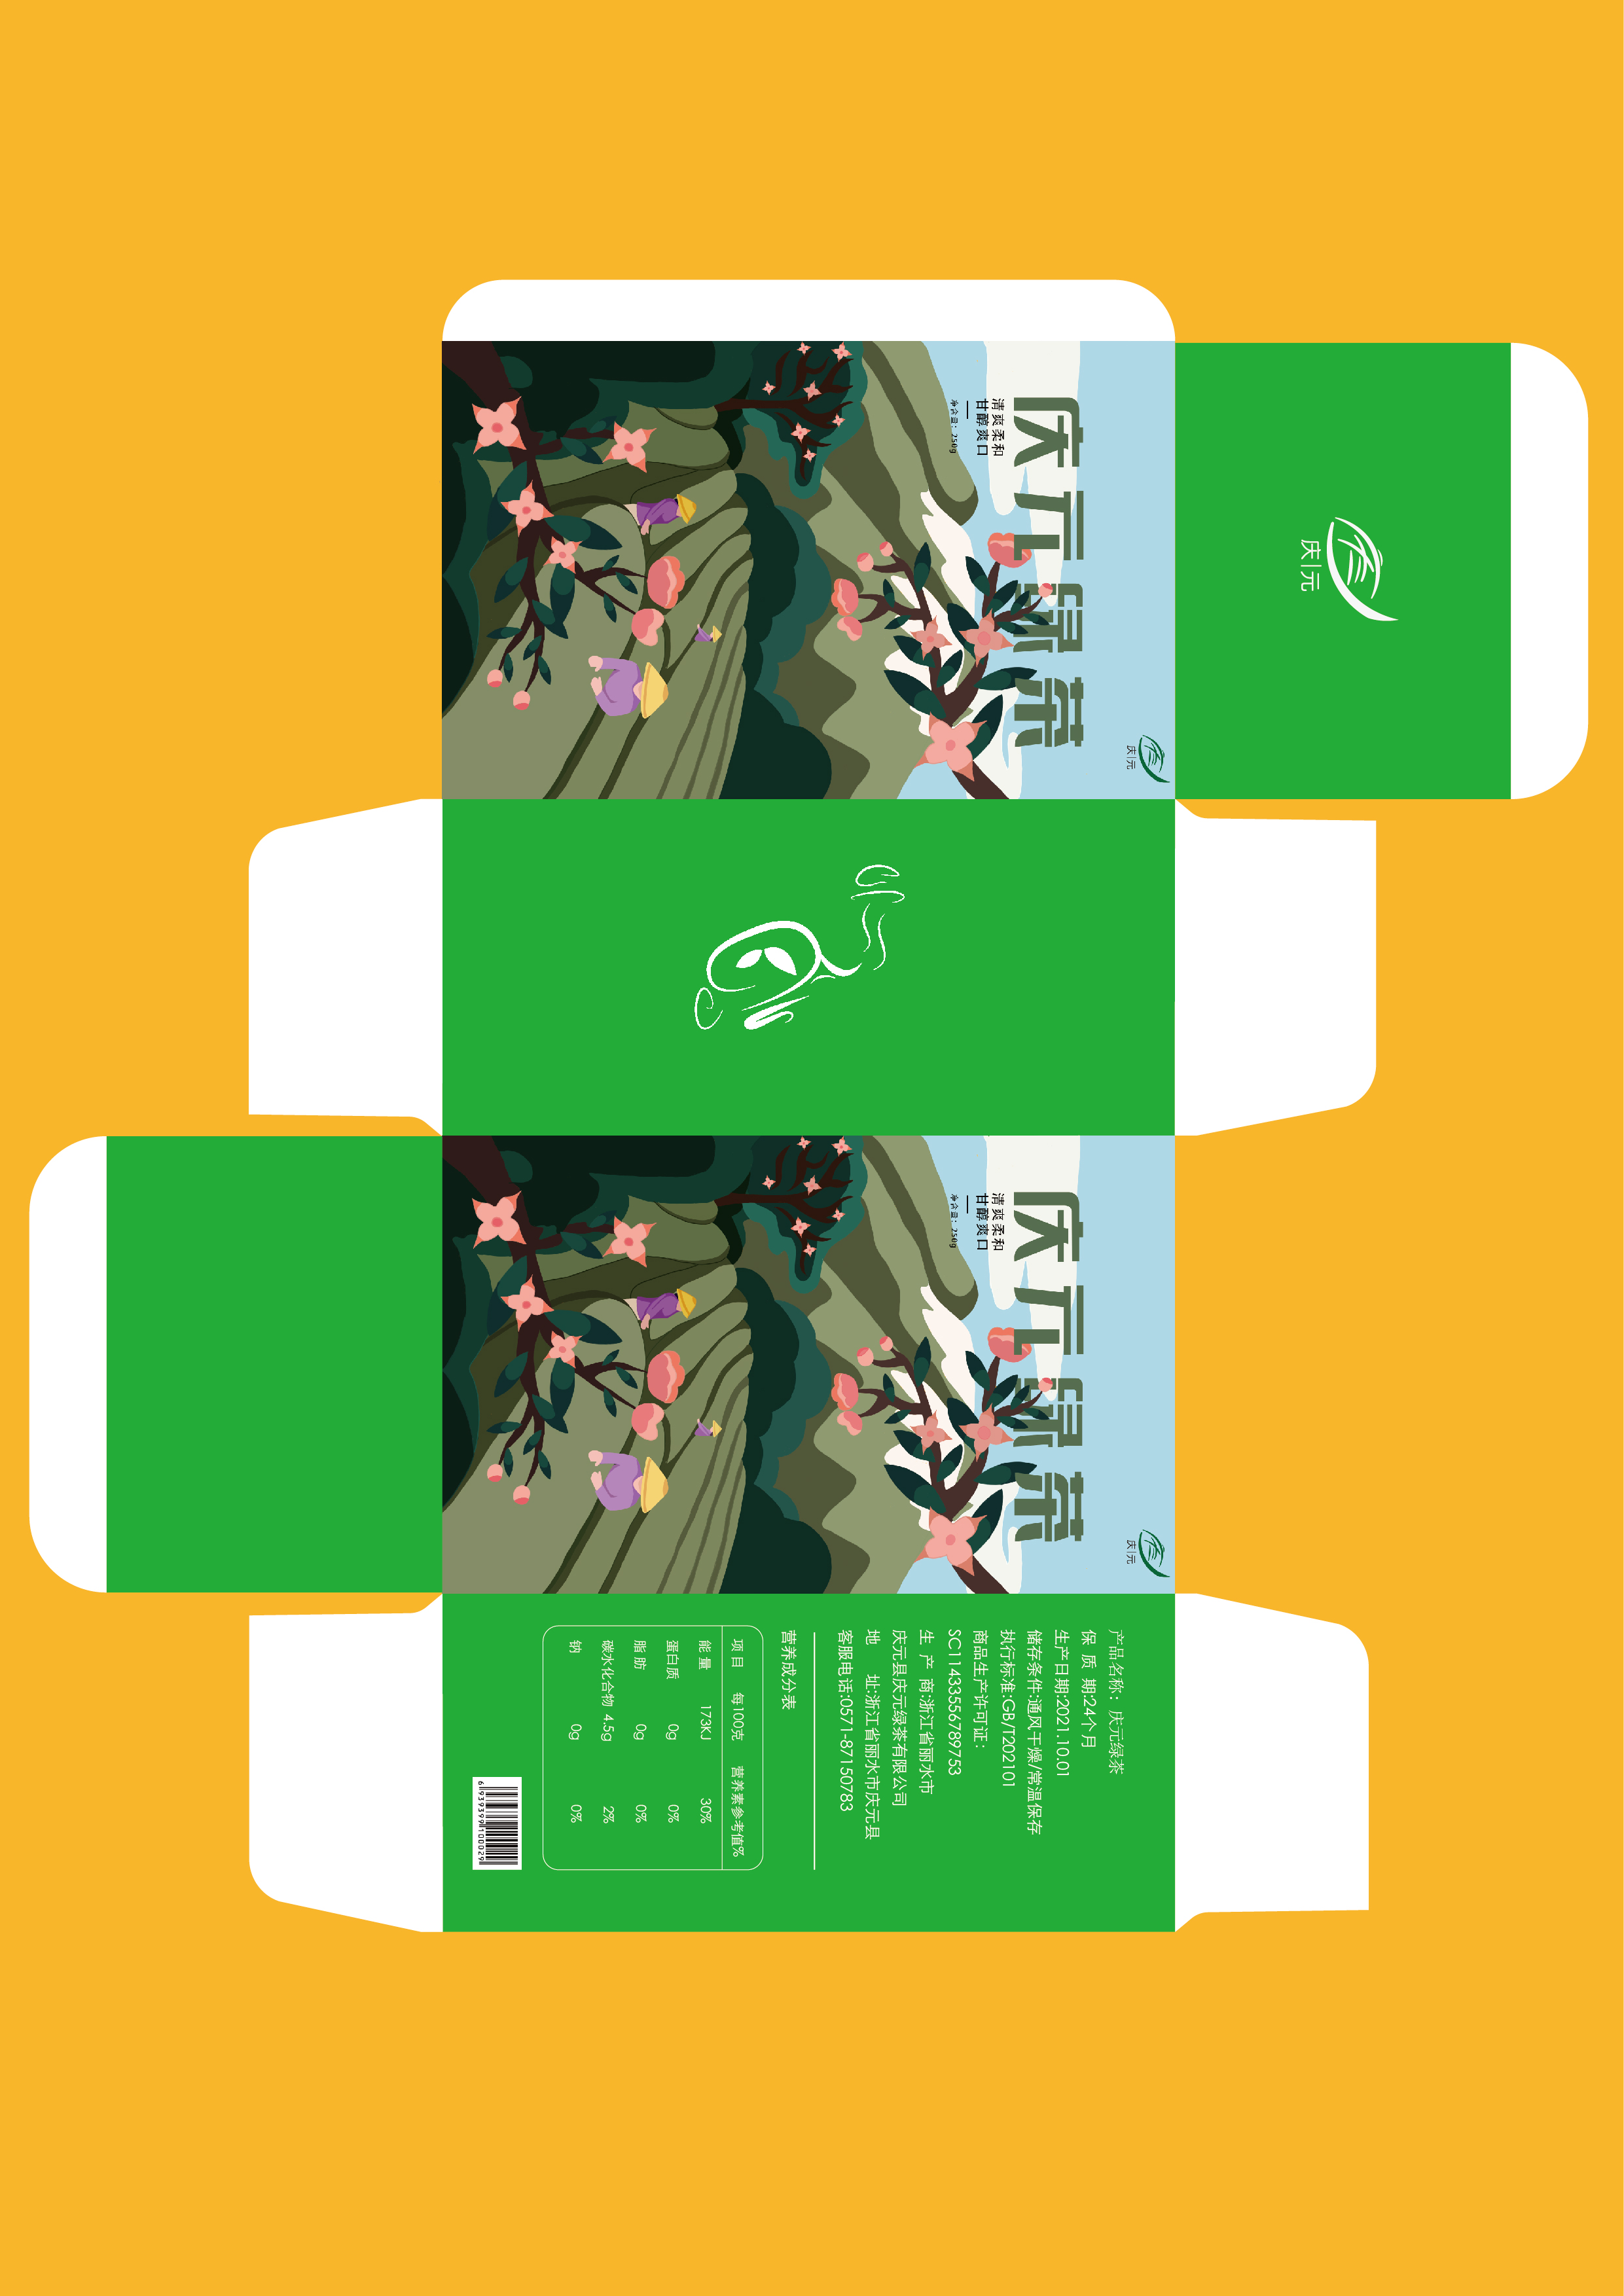 庆元绿茶
清爽柔和
甘醇爽口
净含量：250g
庆元
庆元
庆元绿茶
清爽柔和
甘醇爽口
净含量：250g
庆元
产品名称：庆元绿茶
保 质 期:24个月
生产日期:2021.10.01
储存条件:通风干燥/常温保存
执行标准:GB/T202101
商品生产许可证：
SC11433556789753
生 产 商:浙江省丽水市
庆元县庆元绿茶有限公司
地 址:浙江省丽水市庆元县
客服电话:0571-87150783
营养成分表
项目 每100克 营养素参考值%
能量 173KJ 30%
蛋白质 0g 0%
脂肪 0g 0%
碳水化合物 4.5g 2%
钠 0g 0%
6939399100029